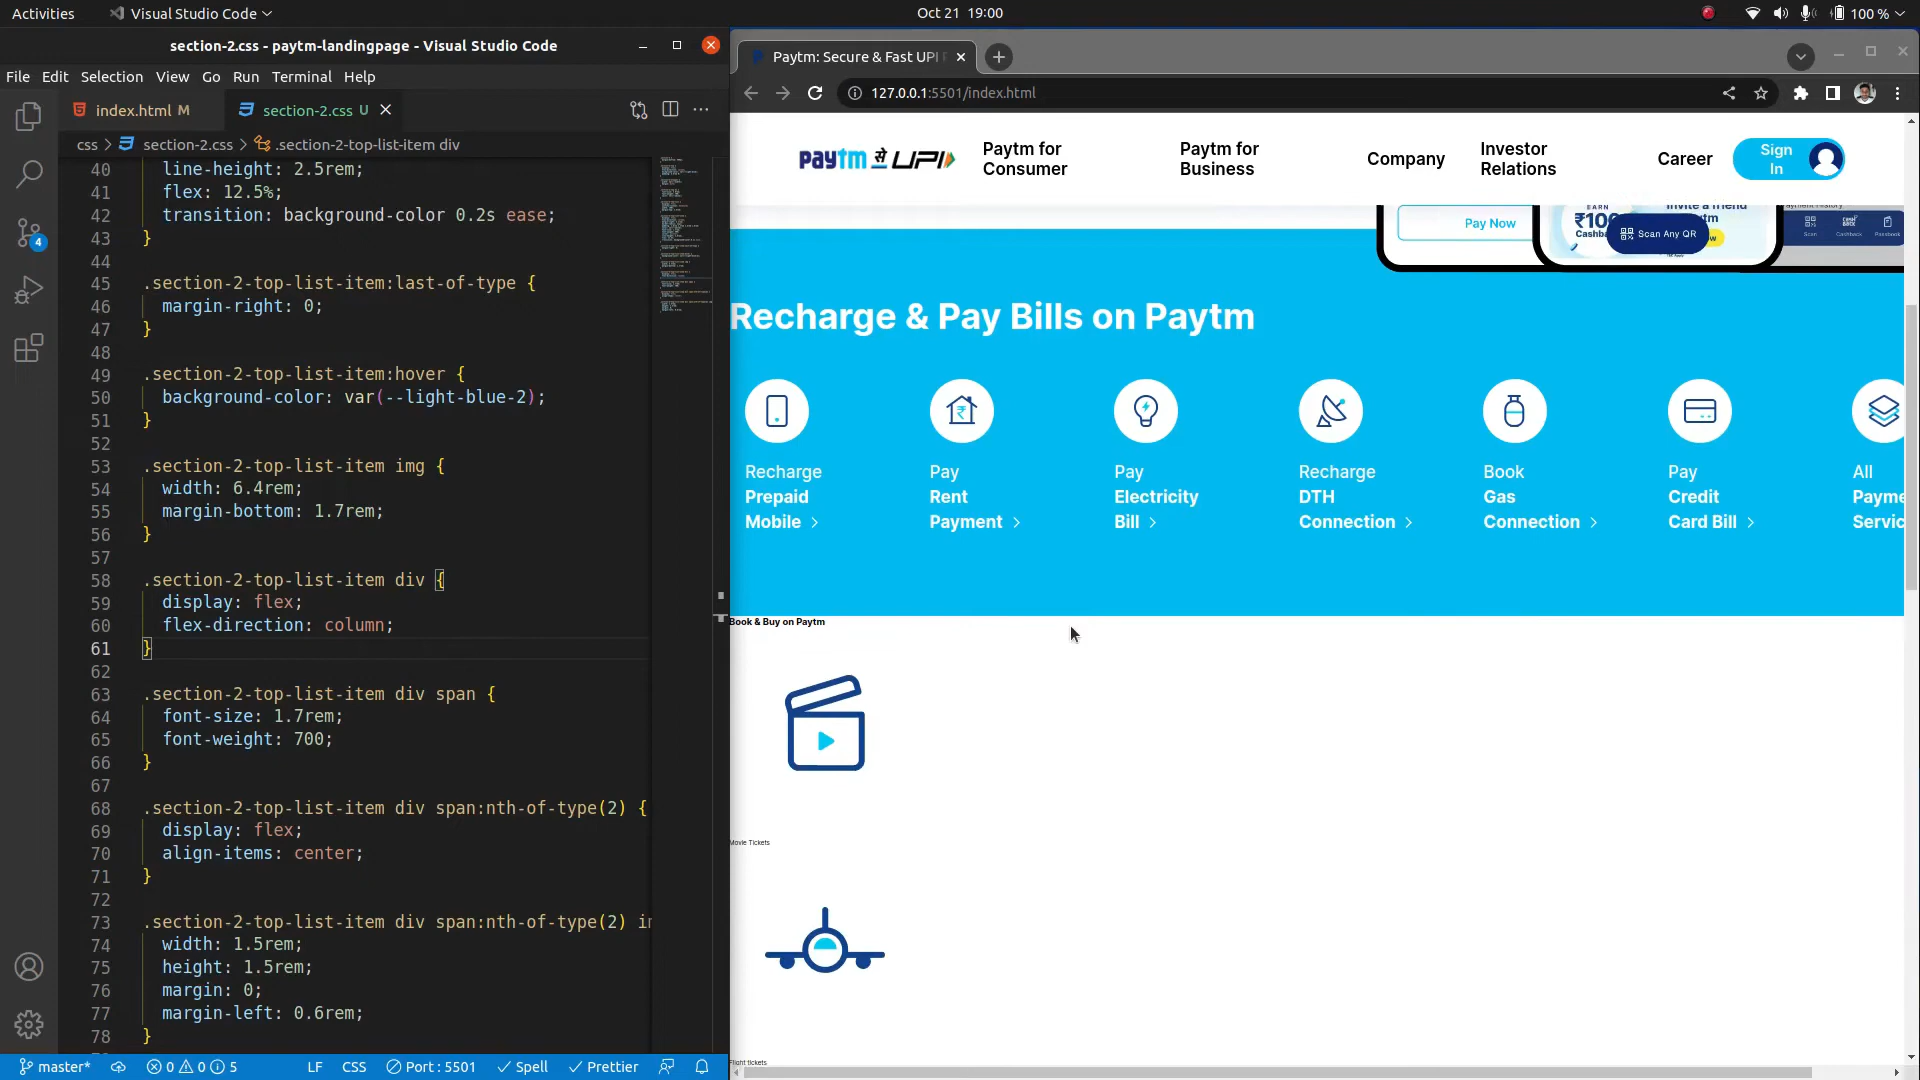 Activities
Visual Studio Code
Oct 21 19:00
100 %
section-2.css - paytm-landingpage - Visual Studio Code
File Edit Selection View Go Run Terminal Help
index.html M
section-2.css U
css > section-2.css > .section-2-top-list-item div
40 line-height: 2.5rem;
41 flex: 12.5%;
42 transition: background-color 0.2s ease;
43 }
44
45 .section-2-top-list-item:last-of-type {
46 margin-right: 0;
47 }
48
49 .section-2-top-list-item:hover {
50 background-color: var(--light-blue-2);
51 }
52
53 .section-2-top-list-item img {
54 width: 6.4rem;
55 margin-bottom: 1.7rem;
56 }
57
58 .section-2-top-list-item div {
59 display: flex;
60 flex-direction: column;
61 }
62
63 .section-2-top-list-item div span {
64 font-size: 1.7rem;
65 font-weight: 700;
66 }
67
68 .section-2-top-list-item div span:nth-of-type(2) {
69 display: flex;
70 align-items: center;
71 }
72
73 .section-2-top-list-item div span:nth-of-type(2)
74 width: 1.5rem;
75 height: 1.5rem;
76 margin: 0;
77 margin-left: 0.6rem;
78 }
4
master*
0 0 5
LF
CSS
Port : 5501
Spell
Prettier
Paytm: Secure & Fast UPI
127.0.0.1:5501/index.html
paytm से UPI
Paytm for
Consumer
Paytm for
Business
Company
Investor
Relations
Career
Sign
In
Pay Now
EARN
₹100
Cashba
Invite a friend
Scan Any QR
Scan
Cashback
Passbook
Recharge & Pay Bills on Paytm
Recharge
Prepaid
Mobile >
Pay
Rent
Payment >
Pay
Electricity
Bill >
Recharge
DTH
Connection >
Book
Gas
Connection >
Pay
Credit
Card Bill >
All
Payme
Servic
Book & Buy on Paytm
Movie Tickets
Flight tickets